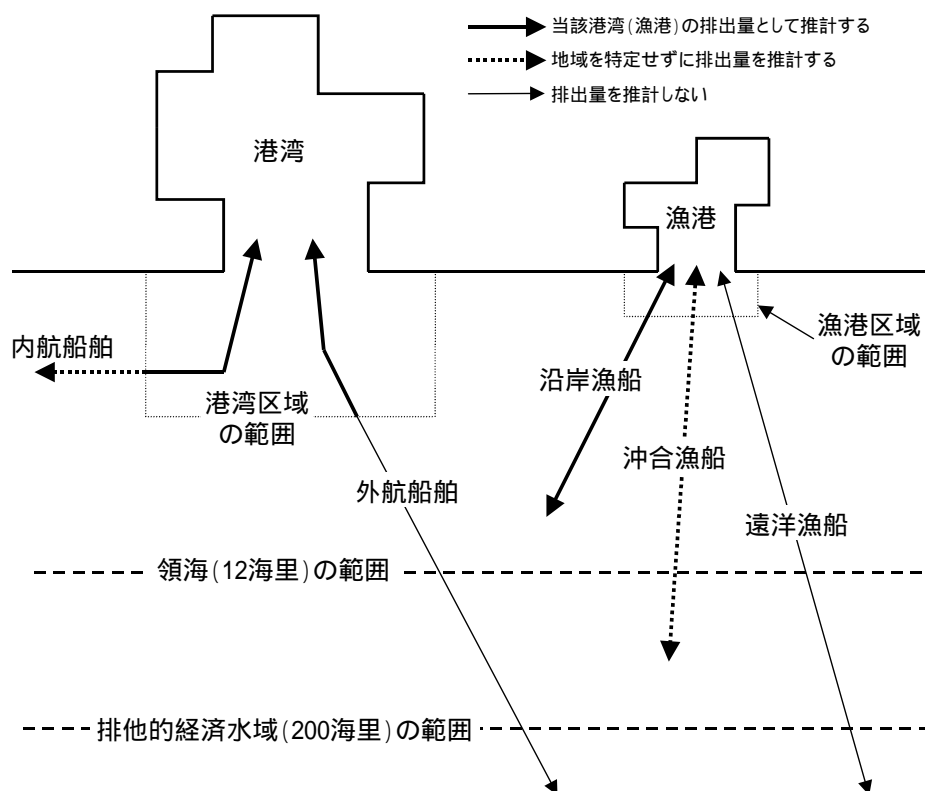 当該港湾(漁港)の排出量として推計する
地域を特定せずに排出量を推計する
排出量を推計しない
港湾
漁港
内航船舶
港湾区域
の範囲
漁港区域
の範囲
沿岸漁船
沖合漁船
外航船舶
遠洋漁船
領海(12海里)の範囲
排他的経済水域(200海里)の範囲